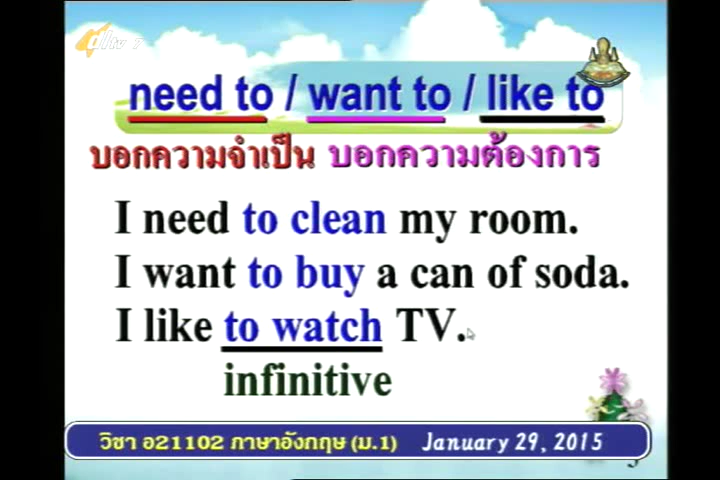 dltv 7
need to / want to / like to
บอกความจำเป็น บอกความต้องการ
I need to clean my room.
I want to buy a can of soda.
I like to watch TV.
infinitive
วิชา อ21102 ภาษาอังกฤษ (ม.1) January 29, 2015